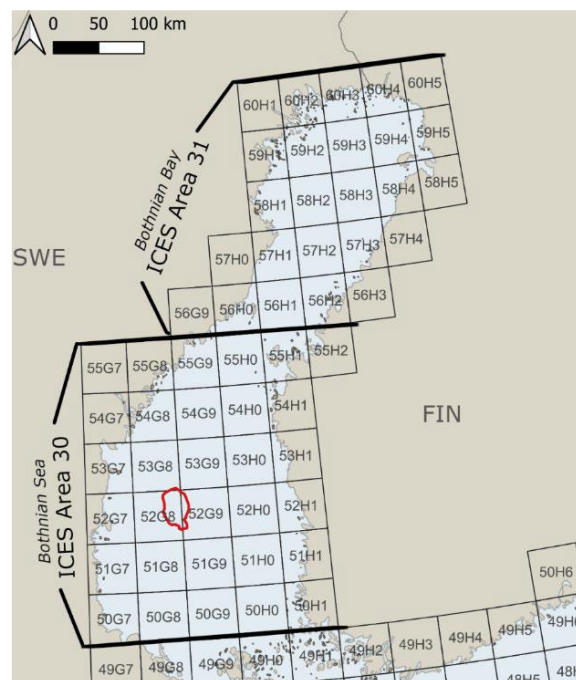 0 50 100 km
60H1 60H2 60H3 60H4 60H5
59H1 59H2 59H3 59H4 59H5
58H1 58H2 58H3 58H4 58H5
57H0 57H1 57H2 57H3 57H4
56G9 56H0 56H1 56H2 56H3
Bothnian Bay
ICES Area 31
SWE
FIN
55G7 55G8 55G9 55H0 55H1 55H2
54G7 54G8 54G9 54H0 54H1
53G7 53G8 53G9 53H0 53H1
52G7 52G8 52G9 52H0 52H1
51G7 51G8 51G9 51H0 51H1
50G7 50G8 50G9 50H0 50H1
Bothnian Sea
ICES Area 30
50H6
49G7 49G8 49G9 49H0 49H1 49H2 49H3 49H4 49H5
48H5